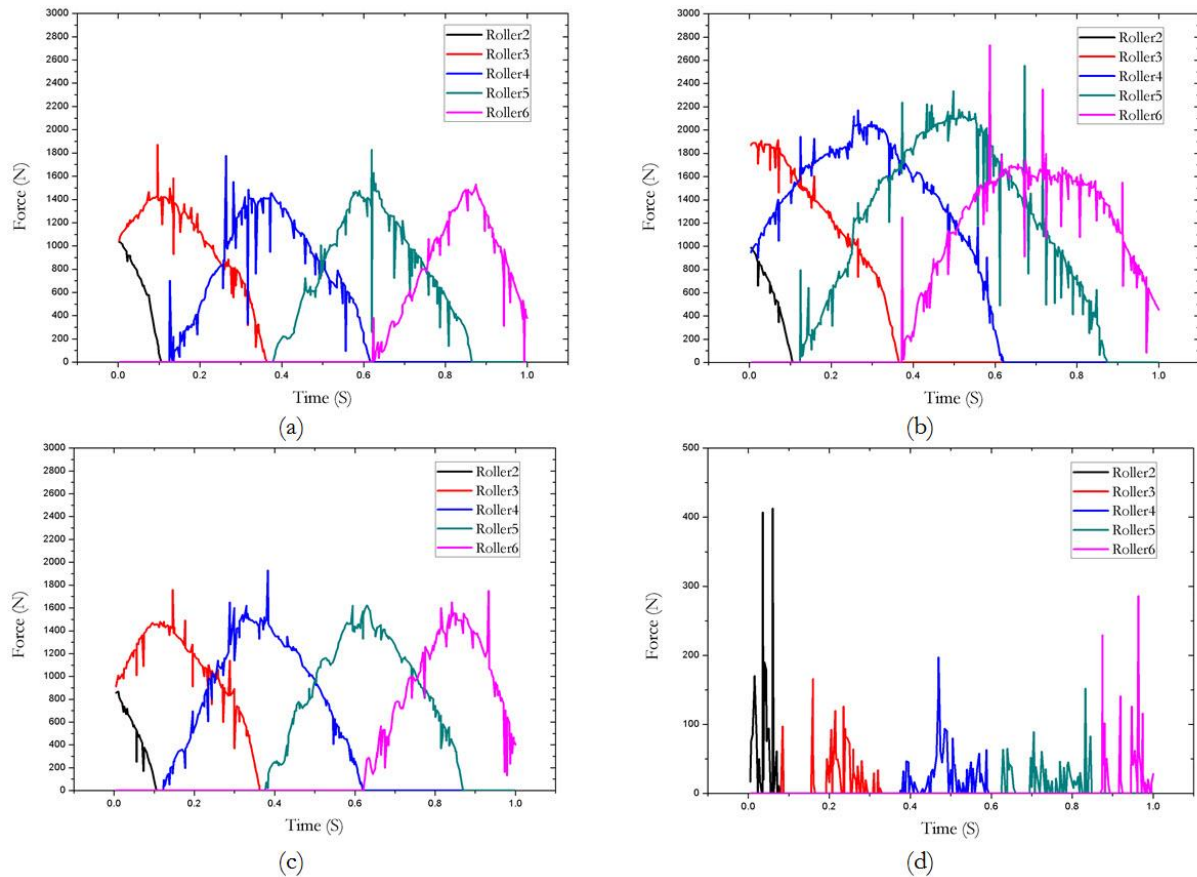 3000
2800
2600
2400
2200
2000
1800
1600
1400
1200
1000
800
600
400
200
0
Force (N)
Roller2
Roller3
Roller4
Roller5
Roller6
0.0 0.2 0.4 0.6 0.8 1.0
Time (S)
(a)
3000
2800
2600
2400
2200
2000
1800
1600
1400
1200
1000
800
600
400
200
0
Force (N)
Roller2
Roller3
Roller4
Roller5
Roller6
0.0 0.2 0.4 0.6 0.8 1.0
Time (S)
(b)
3000
2800
2600
2400
2200
2000
1800
1600
1400
1200
1000
800
600
400
200
0
Force (N)
Roller2
Roller3
Roller4
Roller5
Roller6
0.0 0.2 0.4 0.6 0.8 1.0
Time (S)
(c)
500
400
300
200
100
0
Force (N)
Roller2
Roller3
Roller4
Roller5
Roller6
0.0 0.2 0.4 0.6 0.8 1.0
Time (S)
(d)